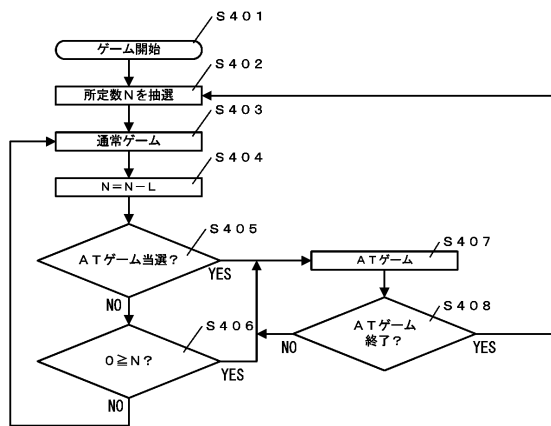 S401
ゲーム開始
S402
所定数Nを抽選
S403
通常ゲーム
S404
N=N-L
S405
ATゲーム当選?
YES
NO
S406
0≧N?
YES
NO
S407
ATゲーム
S408
ATゲーム
終了?
NO
YES